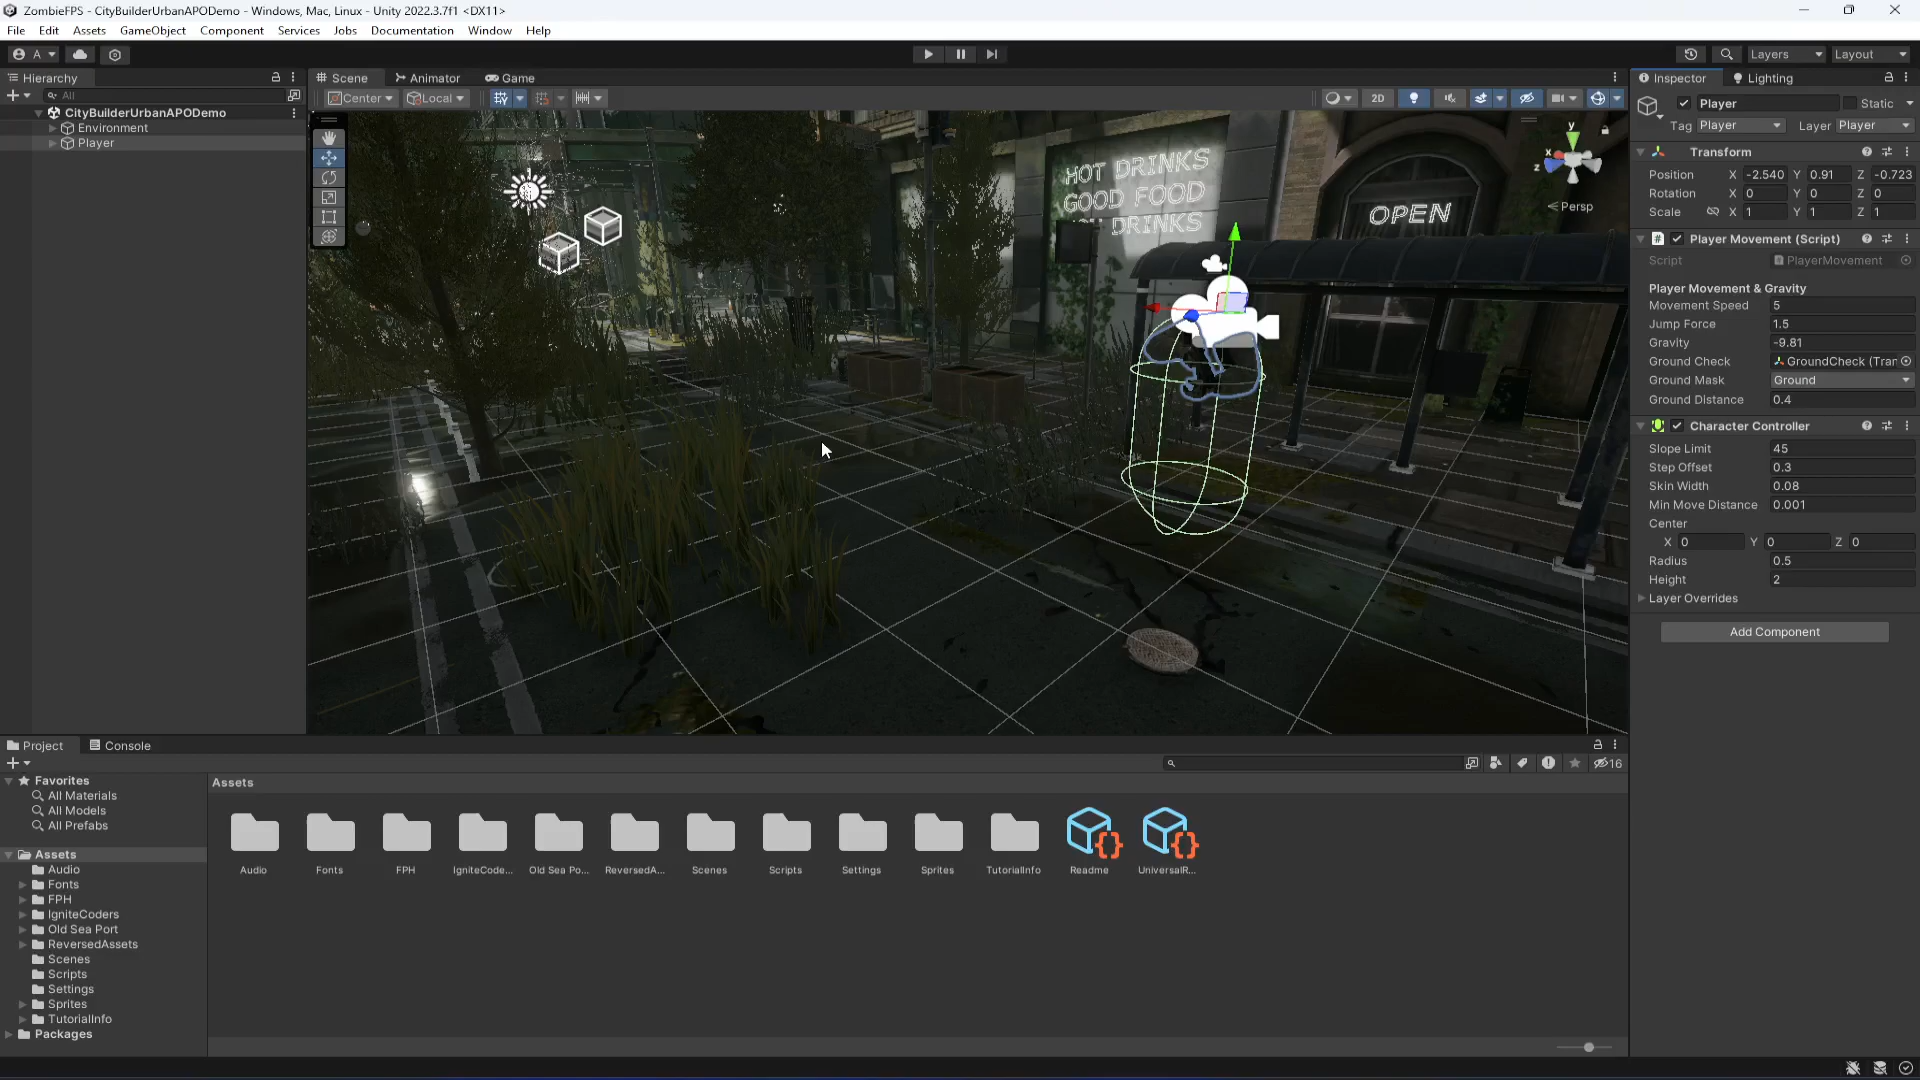 ZombieFPS - CityBuilderUrbanAPODemo - Windows, Mac, Linux - Unity 2022.3.7f1 <DX11>
File Edit Assets GameObject Component Services Jobs Documentation Window Help
A
Layers
Layout
Hierarchy
All
CityBuilderUrbanAPODemo
Environment
Player
Scene
Animator
Game
Center
Local
2D
HOT DRINKS
GOOD FOOD
DRINKS
OPEN
y
x
z
Persp
Inspector
Lighting
Player
Static
Tag Player
Layer Player
Transform
Position X -2.540 Y 0.91 Z -0.723
Rotation X 0 Y 0 Z 0
Scale X 1 Y 1 Z 1
Player Movement (Script)
Script PlayerMovement
Player Movement & Gravity
Movement Speed 5
Jump Force 1.5
Gravity -9.81
Ground Check GroundCheck (Tran
Ground Mask Ground
Ground Distance 0.4
Character Controller
Slope Limit 45
Step Offset 0.3
Skin Width 0.08
Min Move Distance 0.001
Center
X 0 Y 0 Z 0
Radius 0.5
Height 2
Layer Overrides
Add Component
Project
Console
16
Favorites
All Materials
All Models
All Prefabs
Assets
Audio
Fonts
FPH
IgniteCoders
Old Sea Port
ReversedAssets
Scenes
Scripts
Settings
Sprites
TutorialInfo
Packages
Assets
Audio
Fonts
FPH
IgniteCode...
Old Sea Po...
ReversedA...
Scenes
Scripts
Settings
Sprites
TutorialInfo
Readme
UniversalR...